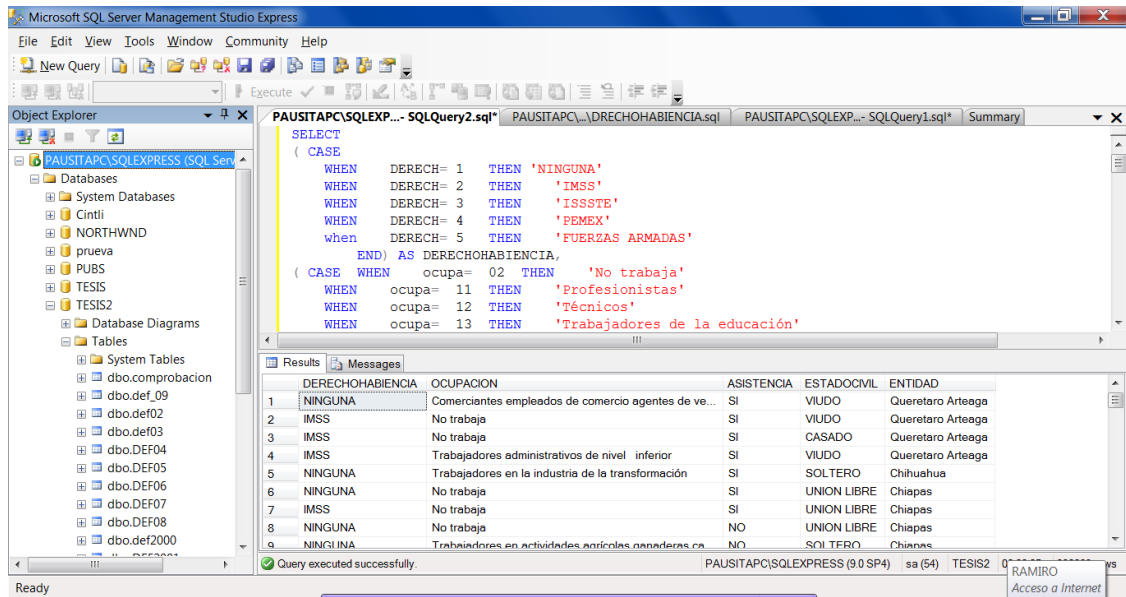 Microsoft SQL Server Management Studio Express
File Edit View Tools Window Community Help
New Query
Execute
Object Explorer
PAUSITAPC\SQLEXP...- SQLQuery2.sql* PAUSITAPC\...\DRECHOHABIENCIA.sql PAUSITAPC\SQLEXP...- SQLQuery1.sql* Summary
PAUSITAPC\SQLEXPRESS (SQL Serv
Databases
System Databases
Cintli
NORTHWND
prueva
PUBS
TESIS
TESIS2
Database Diagrams
Tables
System Tables
dbo.comprobacion
dbo.def_09
dbo.def02
dbo.def03
dbo.DEF04
dbo.DEF05
dbo.DEF06
dbo.DEF07
dbo.DEF08
dbo.def2000
SELECT
( CASE
WHEN DERECH= 1 THEN 'NINGUNA'
WHEN DERECH= 2 THEN 'IMSS'
WHEN DERECH= 3 THEN 'ISSSTE'
WHEN DERECH= 4 THEN 'PEMEX'
when DERECH= 5 THEN 'FUERZAS ARMADAS'
END) AS DERECHOHABIENCIA,
( CASE WHEN ocupa= 02 THEN 'No trabaja'
WHEN ocupa= 11 THEN 'Profesionistas'
WHEN ocupa= 12 THEN 'Técnicos'
WHEN ocupa= 13 THEN 'Trabajadores de la educación'
Results Messages
DERECHOHABIENCIA OCUPACION ASISTENCIA ESTADOCIVIL ENTIDAD
1 NINGUNA Comerciantes empleados de comercio agentes de ve... SI VIUDO Queretaro Arteaga
2 IMSS No trabaja SI VIUDO Queretaro Arteaga
3 IMSS No trabaja SI CASADO Queretaro Arteaga
4 IMSS Trabajadores administrativos de nivel inferior SI VIUDO Queretaro Arteaga
5 NINGUNA Trabajadores en la industria de la transformación SI SOLTERO Chihuahua
6 NINGUNA No trabaja SI UNION LIBRE Chiapas
7 IMSS No trabaja SI UNION LIBRE Chiapas
8 NINGUNA No trabaja NO UNION LIBRE Chiapas
9 NINGUNA Trabajadores en actividades agrícolas ganaderas ca... NO SOLTERO Chiapas
Query executed successfully. PAUSITAPC\SQLEXPRESS (9.0 SP4) sa (54) TESIS2
RAMIRO
Acceso a Internet
Ready